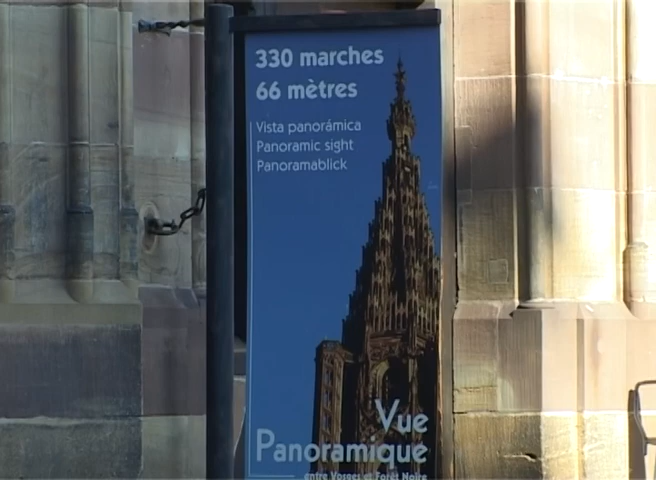 330 marches
66 mètres
Vista panorámica
Panoramic sight
Panoramablick
Vue
Panoramique
entre Vosges et Forêt Noire